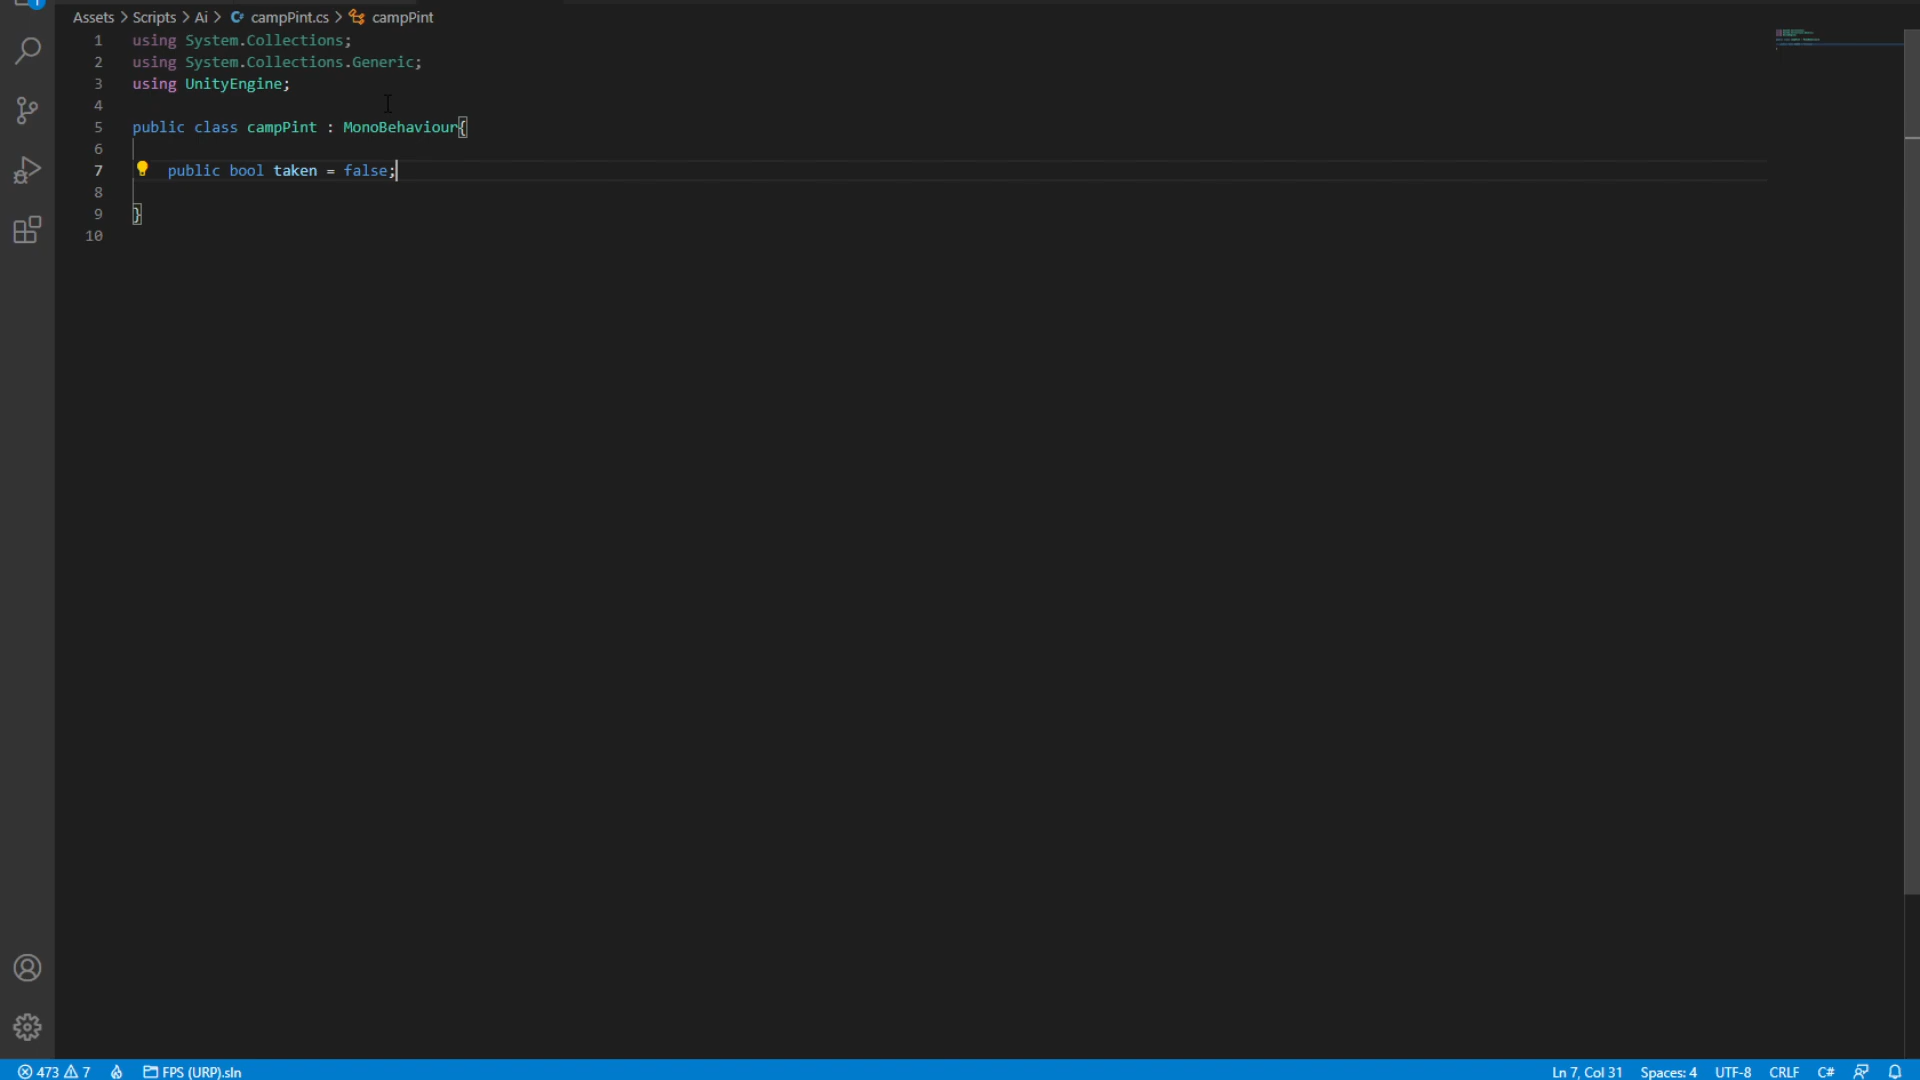 1
Assets > Scripts > Ai > campPint.cs > campPint
1 using System.Collections;
2 using System.Collections.Generic;
3 using UnityEngine;
4
5 public class campPint : MonoBehaviour{
6
7 public bool taken = false;
8
9 }
10
473 7 FPS (URP).sln Ln 7, Col 31 Spaces: 4 UTF-8 CRLF C#